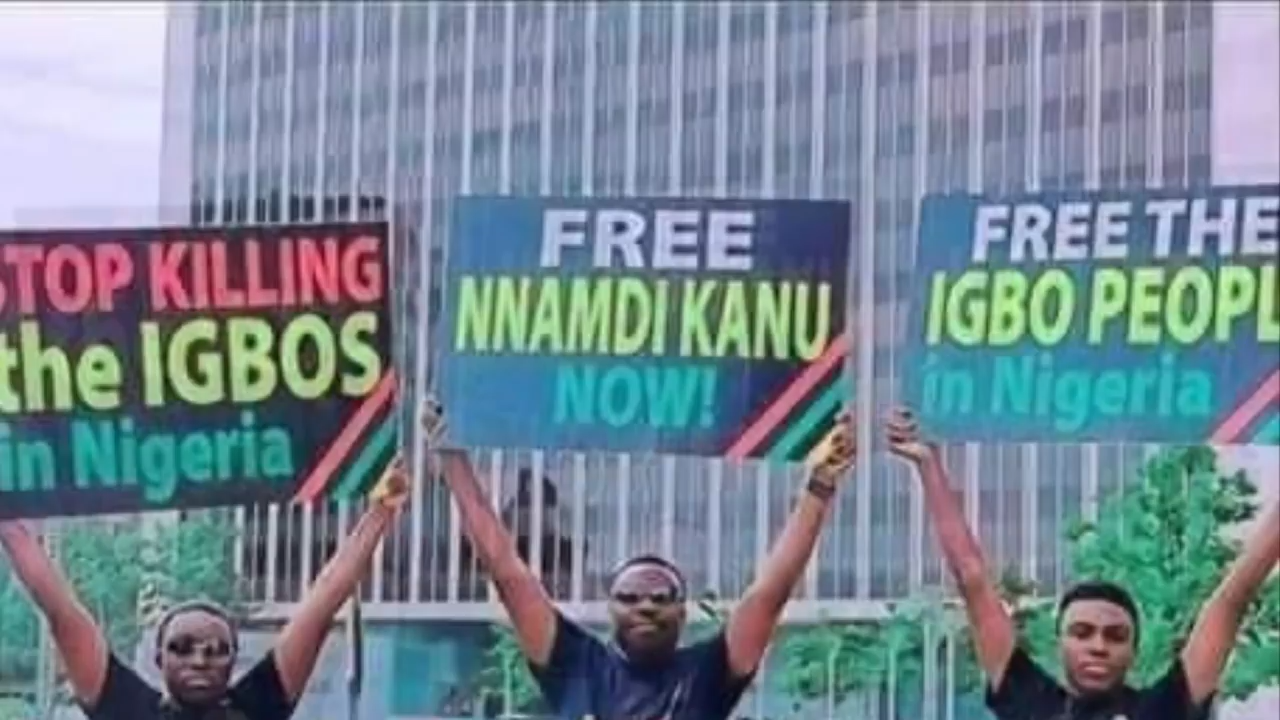 STOP KILLING
the IGBOS
in Nigeria
FREE
NNAMDI KANU
NOW!
FREE THE
IGBO PEOPL
in Nigeria